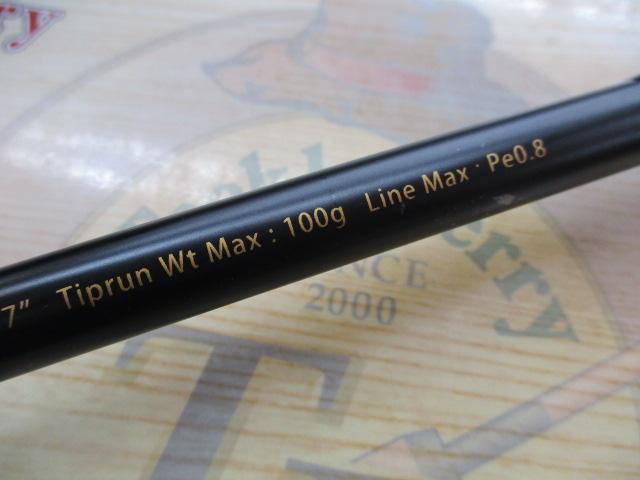 7” Tiprun Wt Max : 100g Line Max · Pe0.8
2000